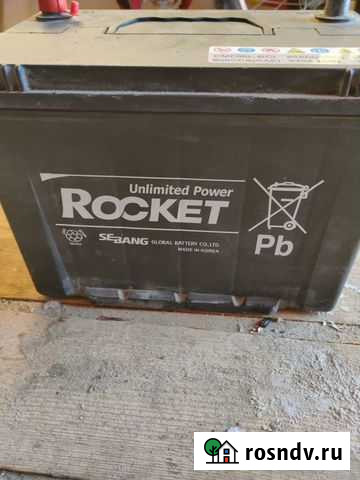 Unlimited Power
ROCKET
SEBANG GLOBAL BATTERY CO.,LTD.
MADE IN KOREA
Pb
rosndv.ru